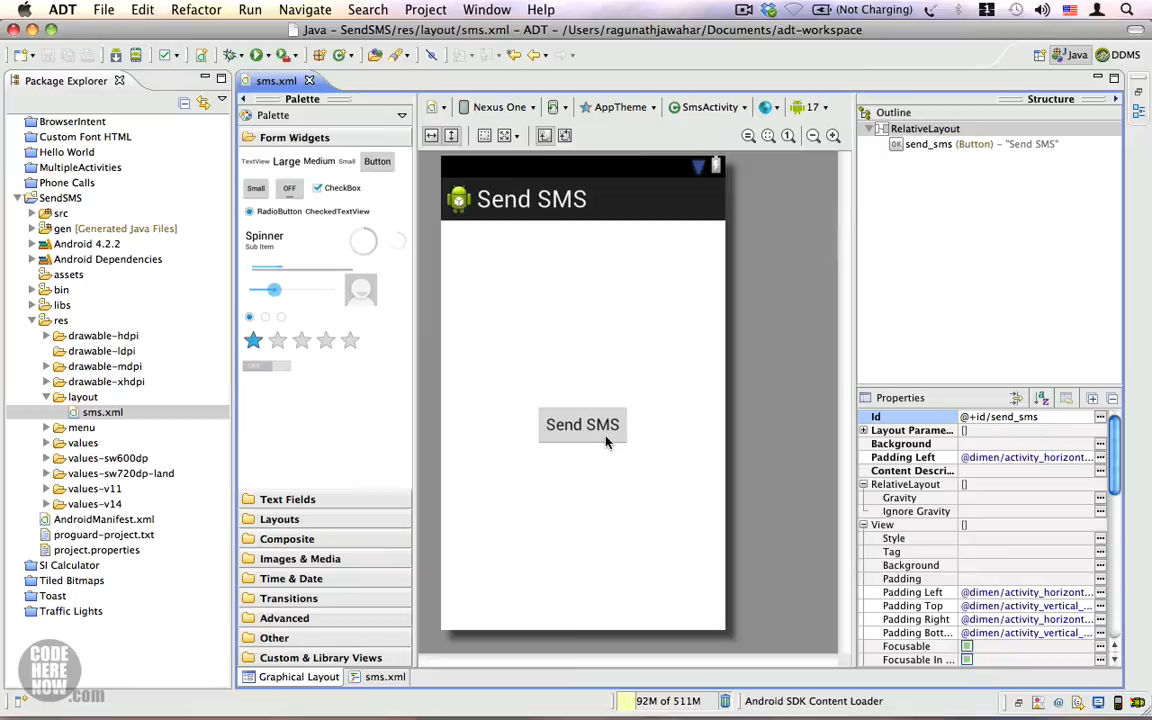 ADT File Edit Refactor Run Navigate Search Project Window Help (Not Charging) 1
Java - SendSMS/res/layout/sms.xml - ADT - /Users/ragunathjawahar/Documents/adt-workspace
Java DDMS
Package Explorer
BrowserIntent
Custom Font HTML
Hello World
MultipleActivities
Phone Calls
SendSMS
src
gen [Generated Java Files]
Android 4.2.2
Android Dependencies
assets
bin
libs
res
drawable-hdpi
drawable-ldpi
drawable-mdpi
drawable-xhdpi
layout
sms.xml
menu
values
values-sw600dp
values-sw720dp-land
values-v11
values-v14
AndroidManifest.xml
proguard-project.txt
project.properties
SI Calculator
Tiled Bitmaps
Toast
Traffic Lights
CODE
HERE
NOW.com
sms.xml
Palette
Palette
Form Widgets
TextView Large Medium Small Button
Small OFF CheckBox
RadioButton CheckedTextView
Spinner
Sub Item
OFF
Text Fields
Layouts
Composite
Images & Media
Time & Date
Transitions
Advanced
Other
Custom & Library Views
Graphical Layout sms.xml
Nexus One AppTheme SmsActivity 17
Send SMS
Send SMS
Structure
Outline
RelativeLayout
OK send_sms (Button) - "Send SMS"
Properties
Id @+id/send_sms
Layout Parame... []
Background
Padding Left @dimen/activity_horizont...
Content Descri...
RelativeLayout []
Gravity
Ignore Gravity
View []
Style
Tag
Background
Padding
Padding Left @dimen/activity_horizont...
Padding Top @dimen/activity_vertical_...
Padding Right @dimen/activity_horizont...
Padding Bott... @dimen/activity_vertical_...
Focusable
Focusable In ...
92M of 511M Android SDK Content Loader